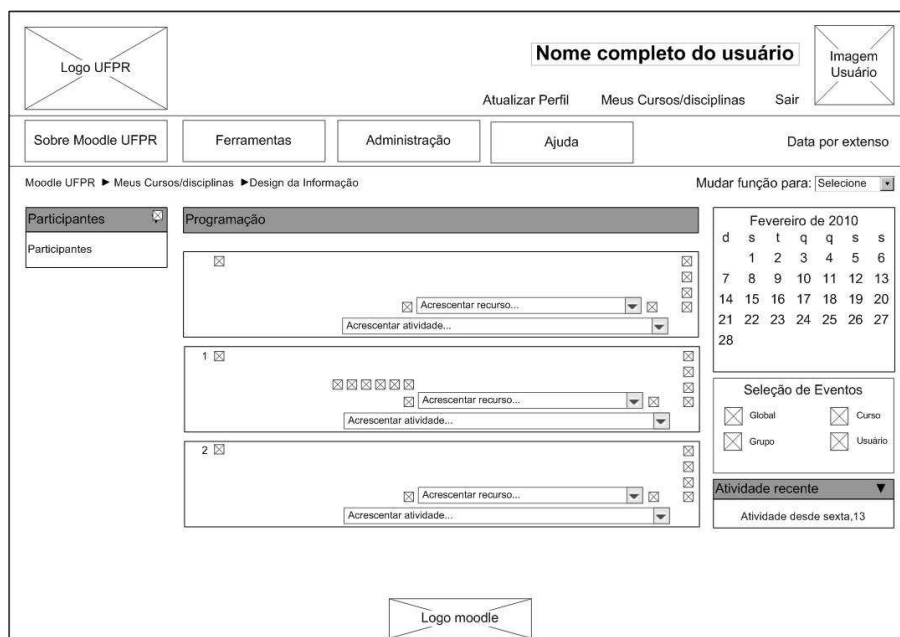 Logo UFPR
Nome completo do usuário
Imagem
Usuário
Atualizar Perfil Meus Cursos/disciplinas Sair
Sobre Moodle UFPR Ferramentas Administração Ajuda Data por extenso
Moodle UFPR ► Meus Cursos/disciplinas ►Design da Informação
Mudar função para: Selecione
Participantes
Participantes
Programação
Acrescentar recurso...
Acrescentar atividade...
1
Acrescentar recurso...
Acrescentar atividade...
2
Acrescentar recurso...
Acrescentar atividade...
Fevereiro de 2010
d s t q q s s
1 2 3 4 5 6
7 8 9 10 11 12 13
14 15 16 17 18 19 20
21 22 23 24 25 26 27
28
Seleção de Eventos
Global Curso
Grupo Usuário
Atividade recente ▼
Atividade desde sexta,13
Logo moodle